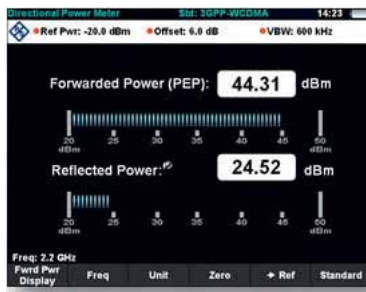 Directional Power Meter Std: 3GPP-WCDMA 14:23
Ref Pwr: -20.0 dBm Offset: 6.0 dB VBW: 600 kHz
Forwarded Power (PEP): 44.31 dBm
20 25 30 35 40 45 50
dBm dBm
Reflected Power: 24.52 dBm
20 25 30 35 40 45 50
dBm dBm
Freq: 2.2 GHz
Fwrd Pwr Display Freq Unit Zero → Ref Standard